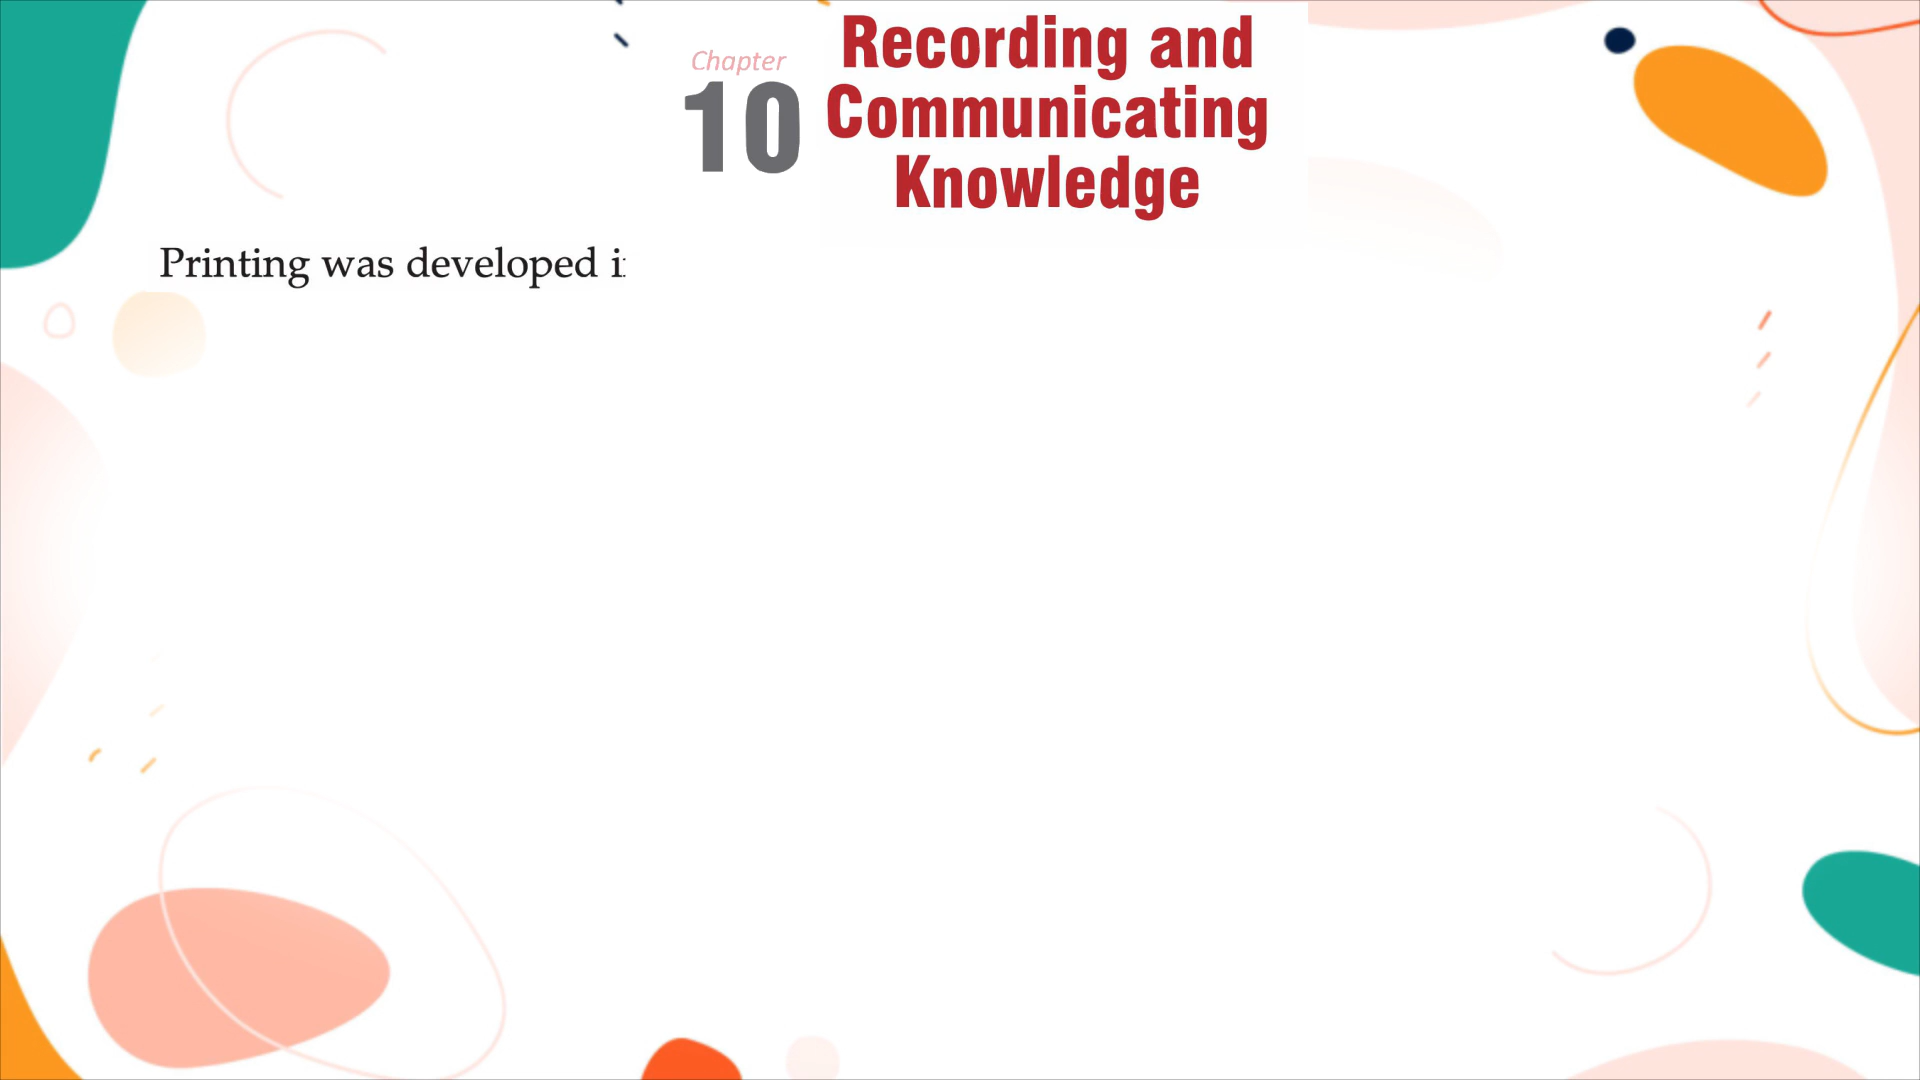 Chapter
10
Recording and
Communicating
Knowledge
Printing was developed